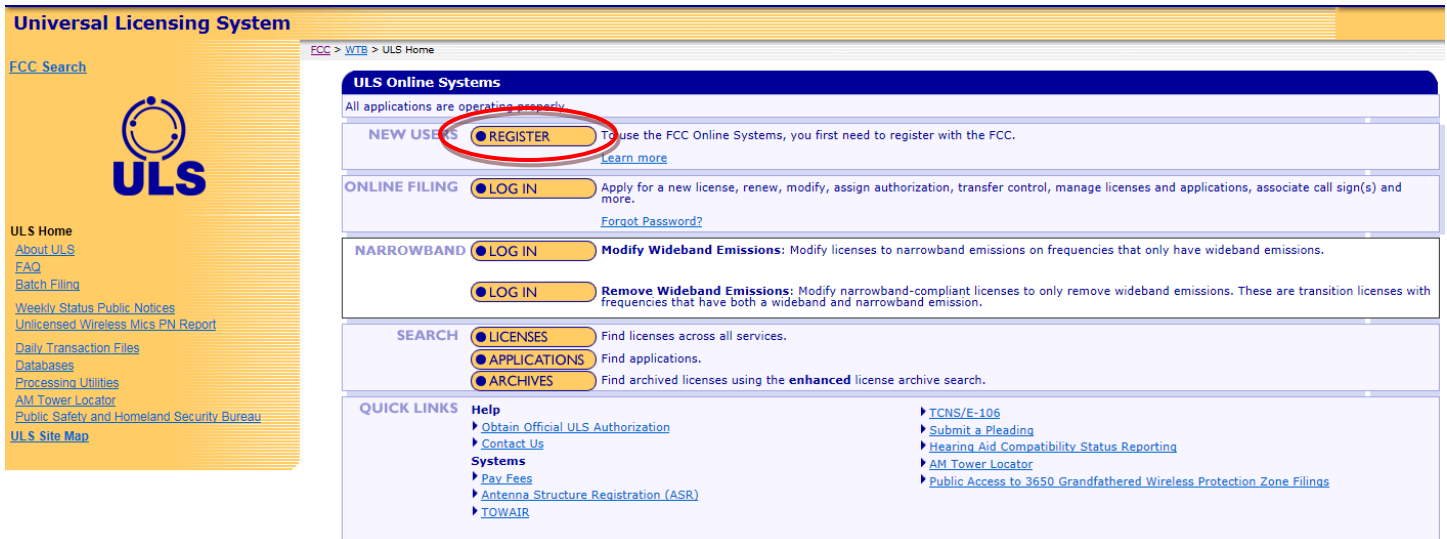 Universal Licensing System
FCC > WTB > ULS Home
FCC Search
ULS
ULS Home
About ULS
FAQ
Batch Filing
Weekly Status Public Notices
Unlicensed Wireless Mics PN Report
Daily Transaction Files
Databases
Processing Utilities
AM Tower Locator
Public Safety and Homeland Security Bureau
ULS Site Map
ULS Online Systems
All applications are operating properly.
NEW USERS REGISTER To use the FCC Online Systems, you first need to register with the FCC.
Learn more
ONLINE FILING LOG IN Apply for a new license, renew, modify, assign authorization, transfer control, manage licenses and applications, associate call sign(s) and
more.
Forgot Password?
NARROWBAND LOG IN Modify Wideband Emissions: Modify licenses to narrowband emissions on frequencies that only have wideband emissions.
LOG IN Remove Wideband Emissions: Modify narrowband-compliant licenses to only remove wideband emissions. These are transition licenses with
frequencies that have both a wideband and narrowband emission.
SEARCH LICENSES Find licenses across all services.
APPLICATIONS Find applications.
ARCHIVES Find archived licenses using the enhanced license archive search.
QUICK LINKS Help
Obtain Official ULS Authorization
Contact Us
Systems
Pay Fees
Antenna Structure Registration (ASR)
TOWAIR
TCNS/E-106
Submit a Pleading
Hearing Aid Compatibility Status Reporting
AM Tower Locator
Public Access to 3650 Grandfathered Wireless Protection Zone Filings